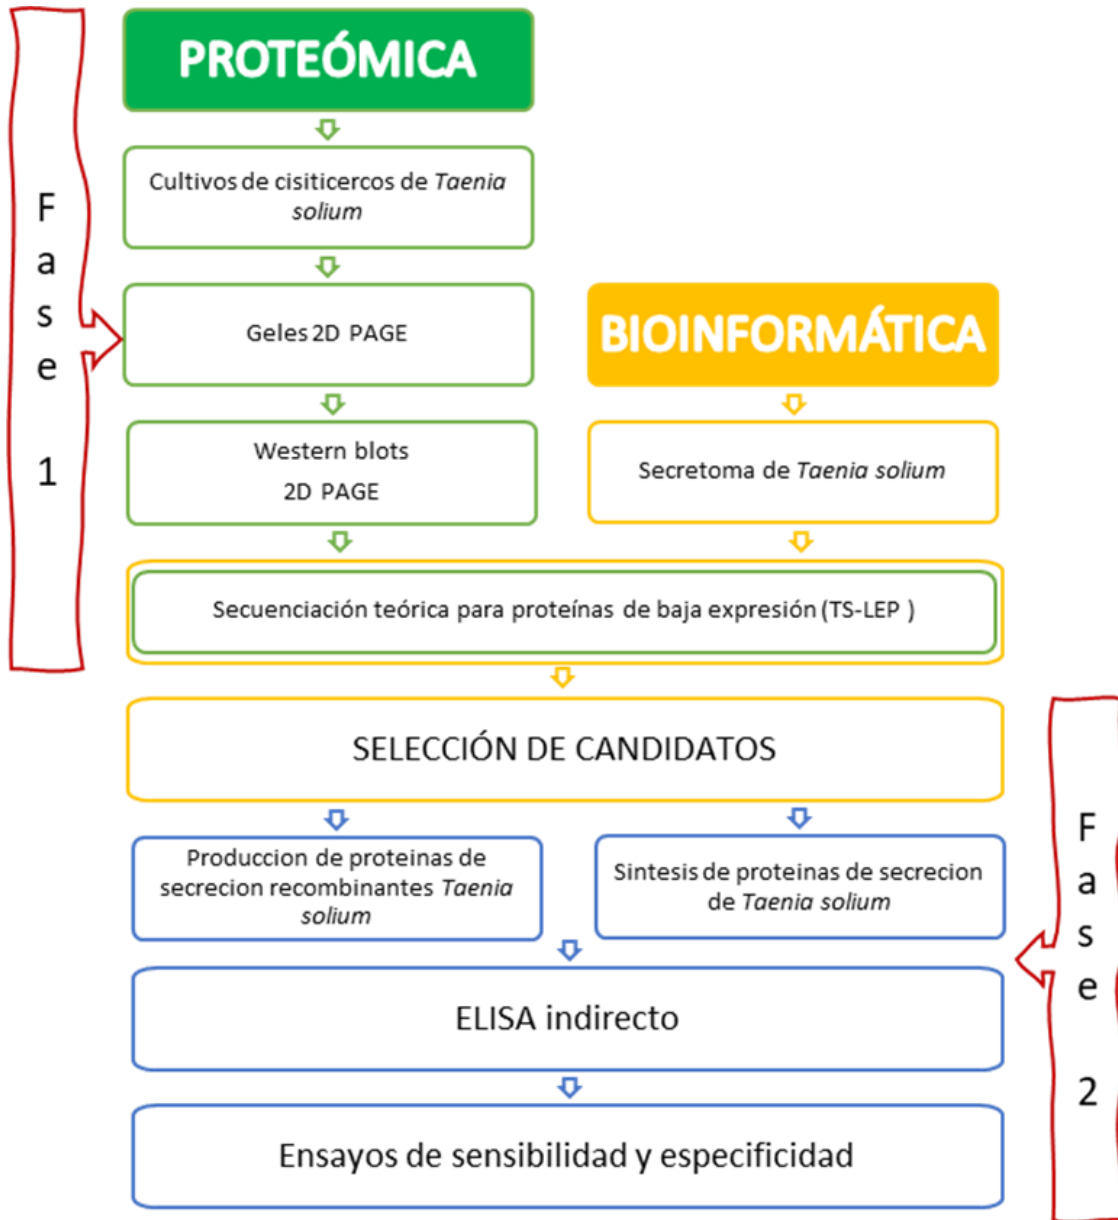 PROTEÓMICA
Cultivos de cisiticercos de Taenia
solium
Geles 2D PAGE
Western blots
2D PAGE
BIOINFORMÁTICA
Secretoma de Taenia solium
Secuenciación teórica para proteínas de baja expresión (TS-LEP )
Fase 1
SELECCIÓN DE CANDIDATOS
Produccion de proteinas de
secrecion recombinantes Taenia
solium
Sintesis de proteinas de secrecion
de Taenia solium
ELISA indirecto
Ensayos de sensibilidad y especificidad
Fase 2